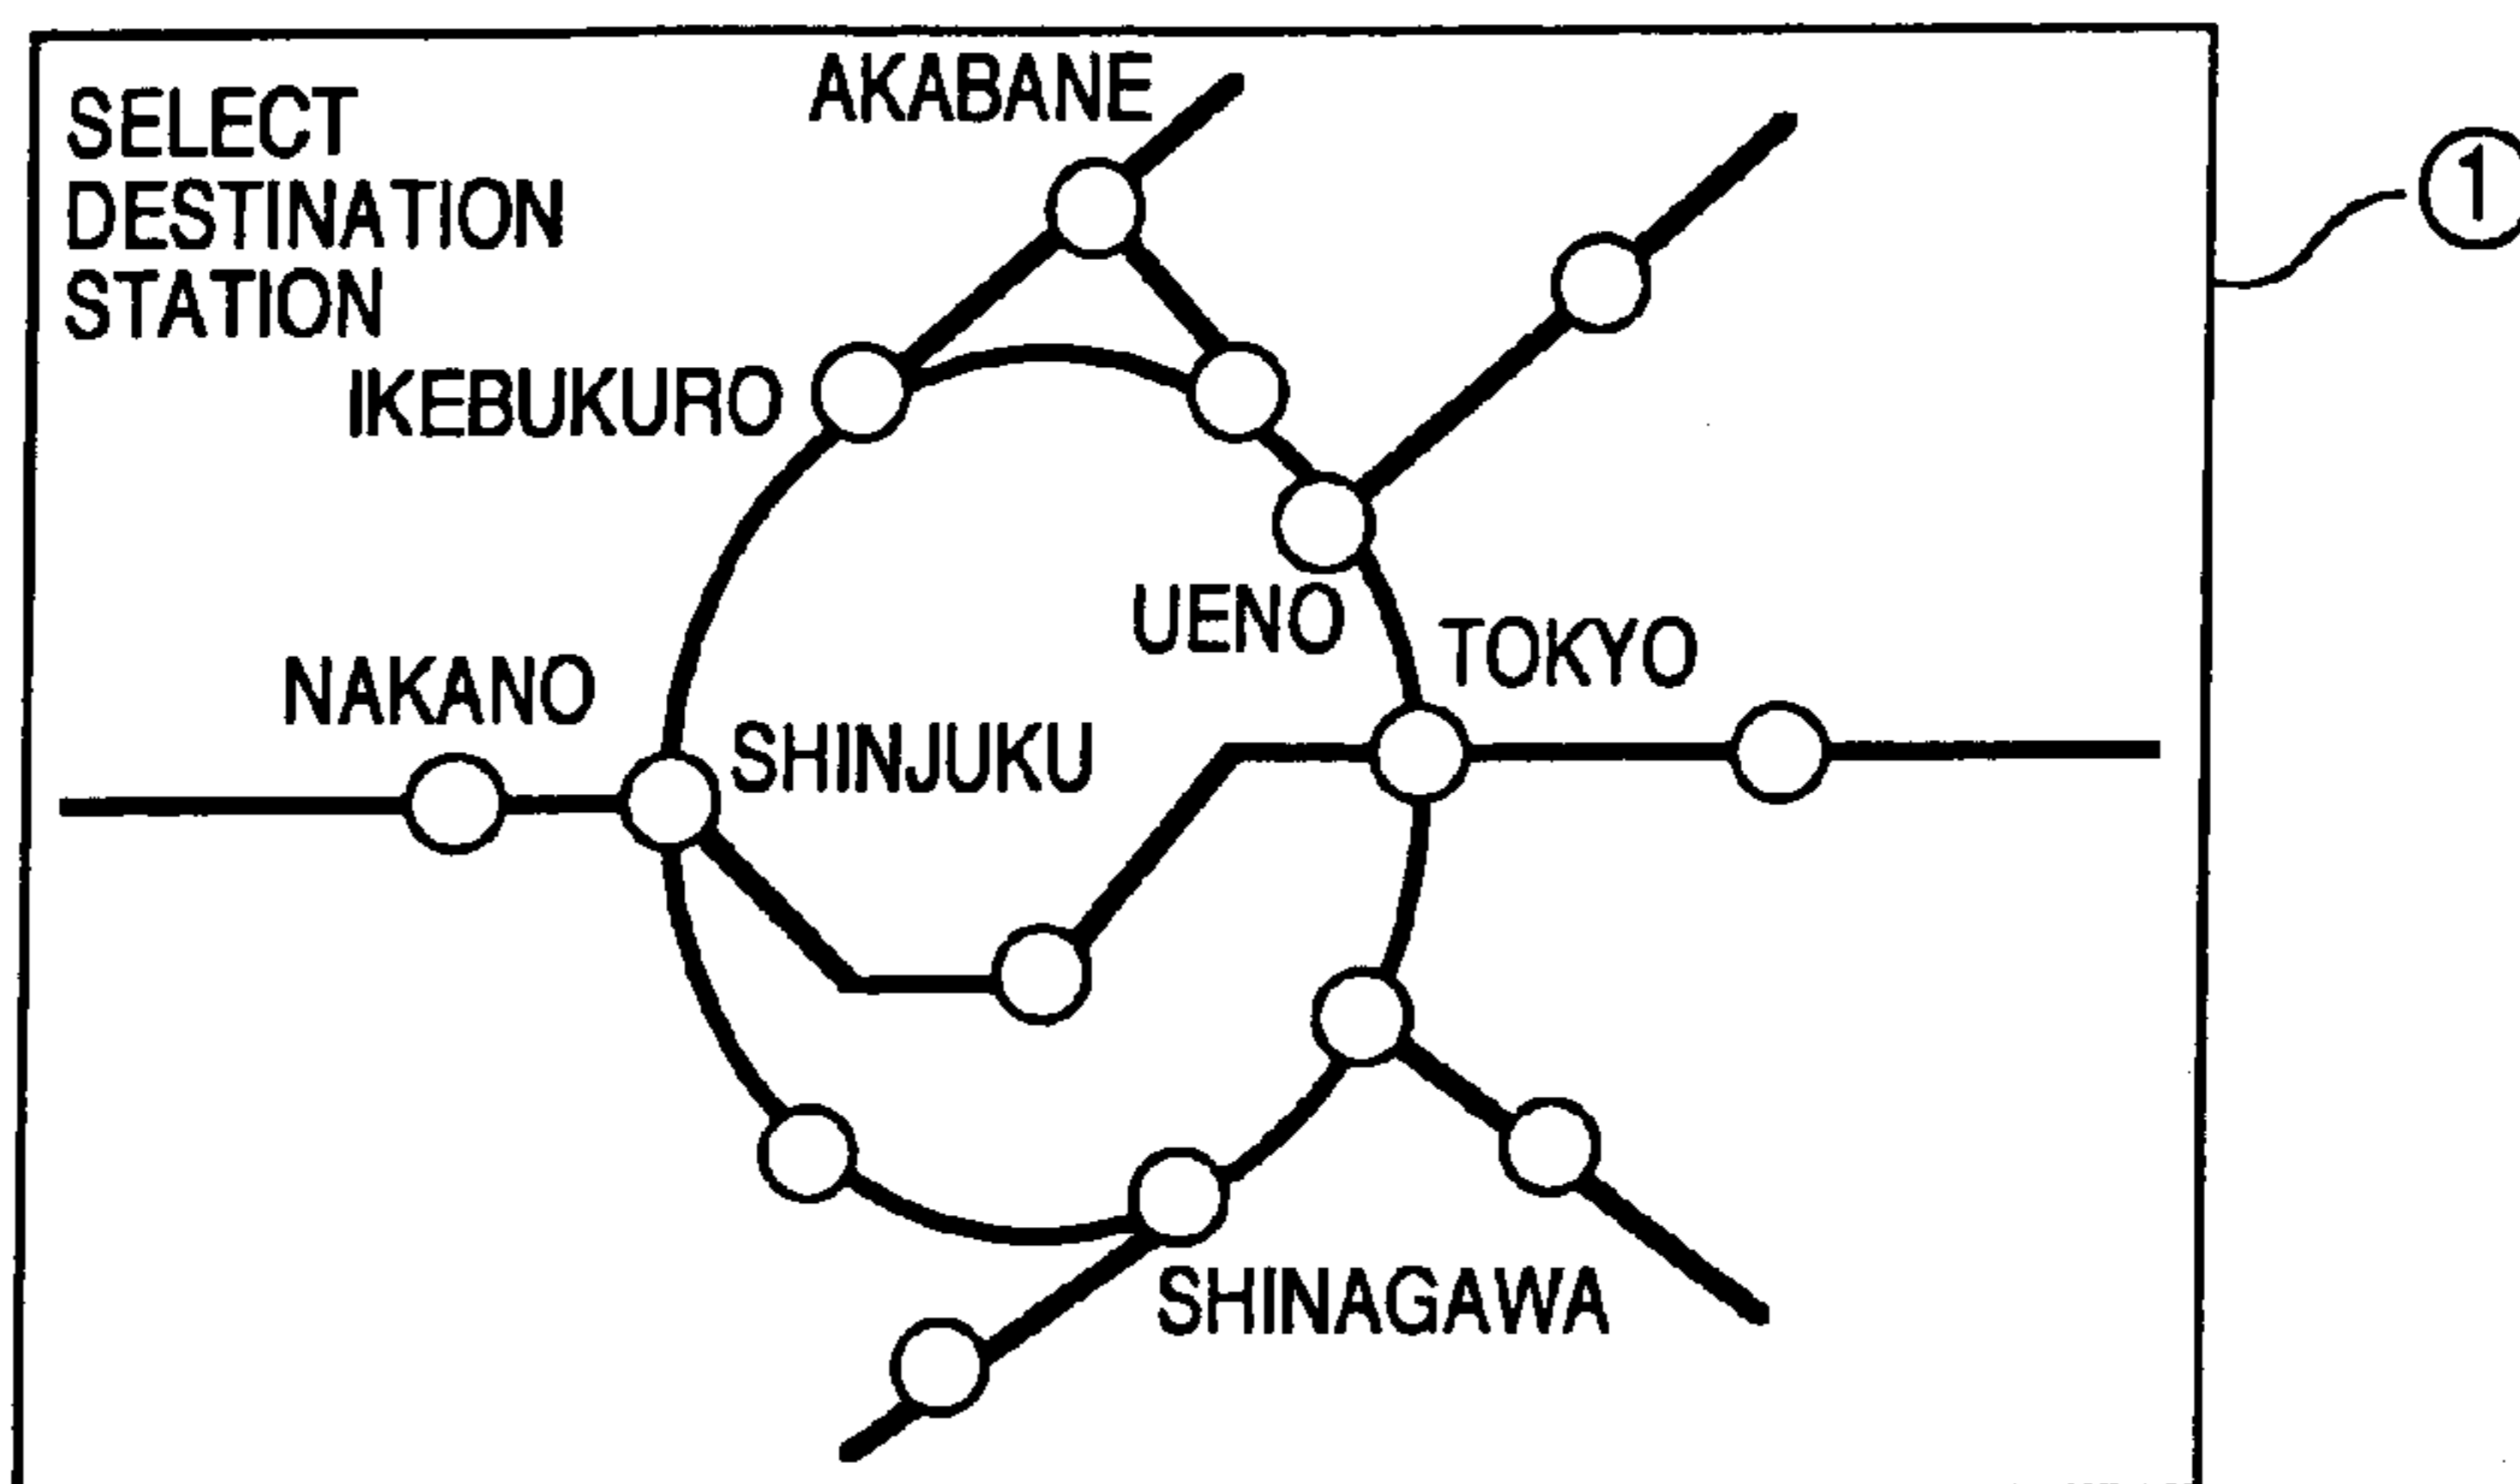 SELECT
DESTINATION
STATION
AKABANE
①
IKEBUKURO
UENO
TOKYO
NAKANO
SHINJUKU
SHINAGAWA